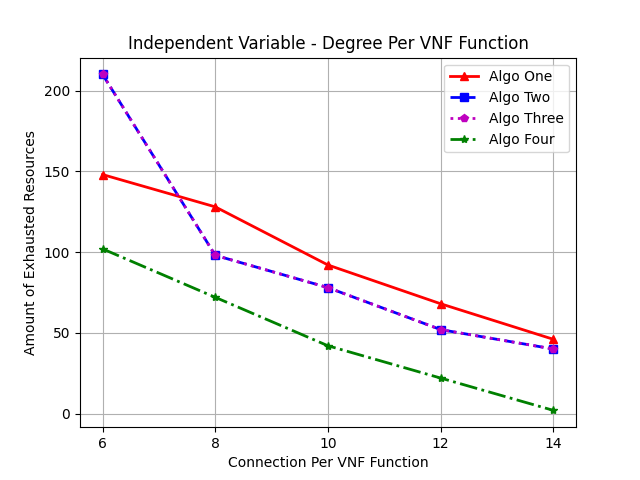 Independent Variable - Degree Per VNF Function
Algo One
Algo Two
Algo Three
Algo Four
Amount of Exhausted Resources
200
150
100
50
0
6 8 10 12 14
Connection Per VNF Function